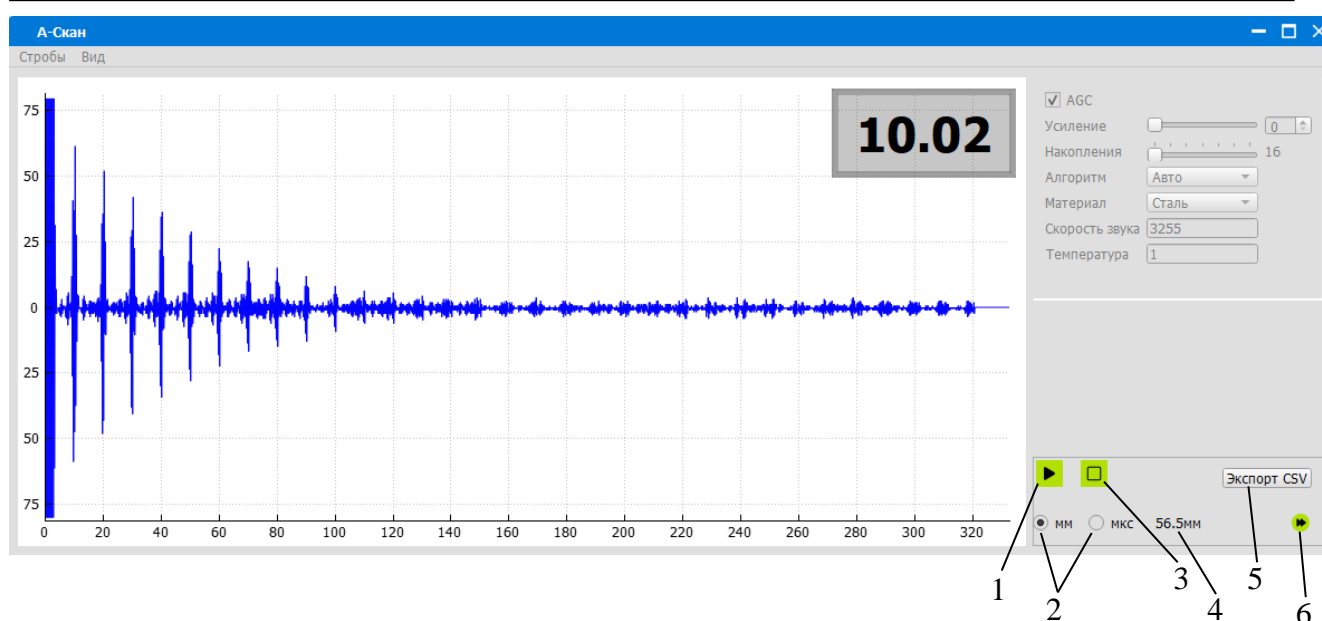 А-Скан
Стробы Вид
10.02
75
50
25
0
25
50
75
0 20 40 60 80 100 120 140 160 180 200 220 240 260 280 300 320
AGC
Усиление 0
Накопления 16
Алгоритм Авто
Материал Сталь
Скорость звука 3255
Температура 1
Экспорт CSV
мм мкс 56.5мм
1 2 3 4 5 6